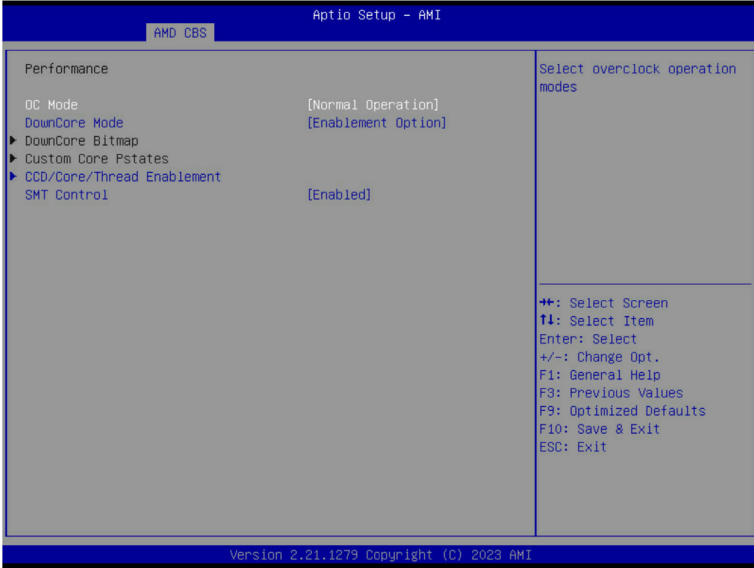 Aptio Setup – AMI
AMD CBS
Performance
Select overclock operation
modes
OC Mode [Normal Operation]
DownCore Mode [Enablement Option]
DownCore Bitmap
Custom Core Pstates
CCD/Core/Thread Enablement
SMT Control [Enabled]
→←: Select Screen
↑↓: Select Item
Enter: Select
+/-: Change Opt.
F1: General Help
F3: Previous Values
F9: Optimized Defaults
F10: Save & Exit
ESC: Exit
Version 2.21.1279 Copyright (C) 2023 AMI